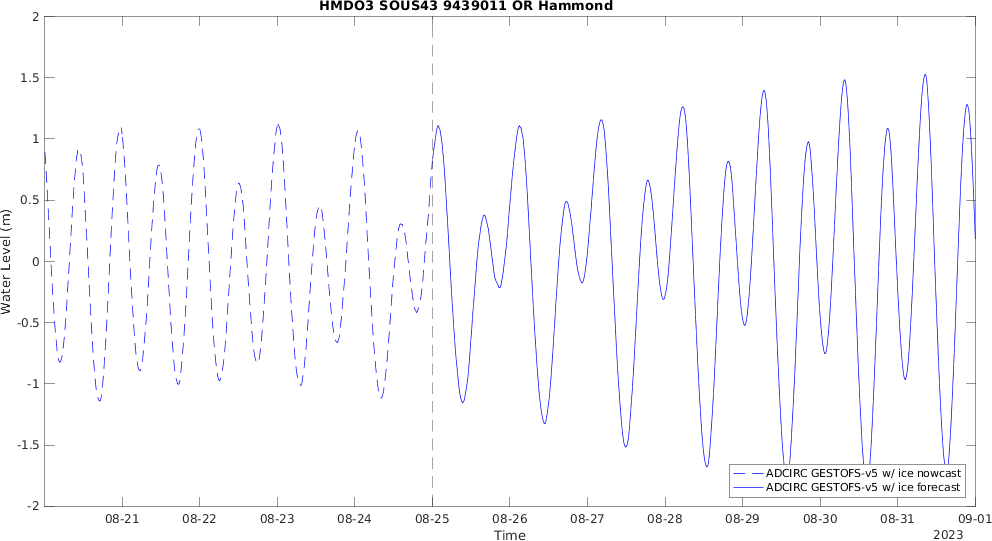 HMDO3 SOUS43 9439011 OR Hammond
2
1.5
1
0.5
0
-0.5
-1
-1.5
-2
Water Level (m)
08-21 08-22 08-23 08-24 08-25 08-26 08-27 08-28 08-29 08-30 08-31 09-01
2023
Time
ADCIRC GESTOFS-v5 w/ ice nowcast
ADCIRC GESTOFS-v5 w/ ice forecast